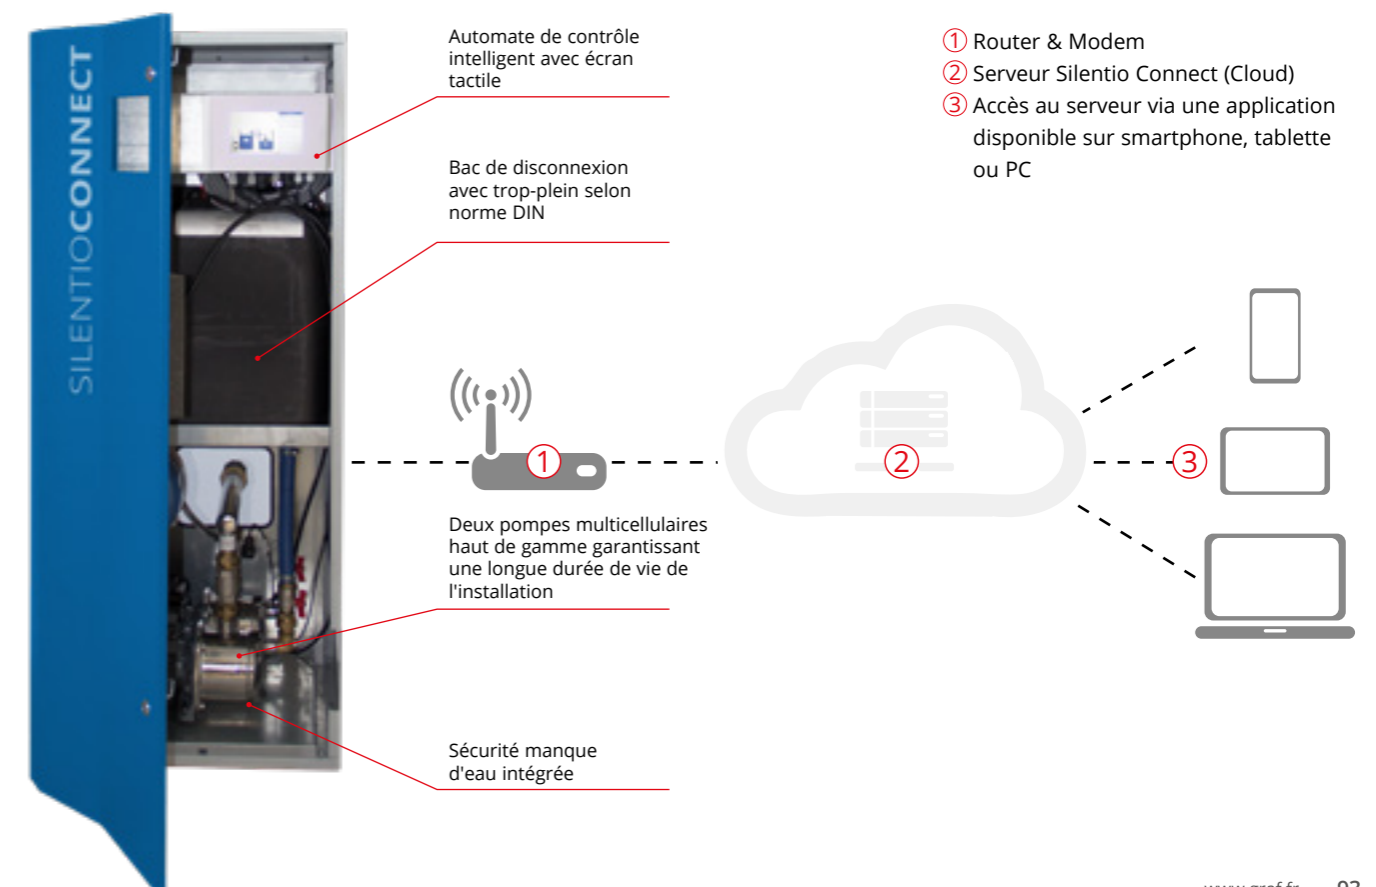 SILENTIOCONNECT
Automate de contrôle
intelligent avec écran
tactile
Bac de disconnexion
avec trop-plein selon
norme DIN
① Router & Modem
② Serveur Silentio Connect (Cloud)
③ Accès au serveur via une application
disponible sur smartphone, tablette
ou PC
①
②
③
Deux pompes multicellulaires
haut de gamme garantissant
une longue durée de vie de
l'installation
Sécurité manque
d'eau intégrée